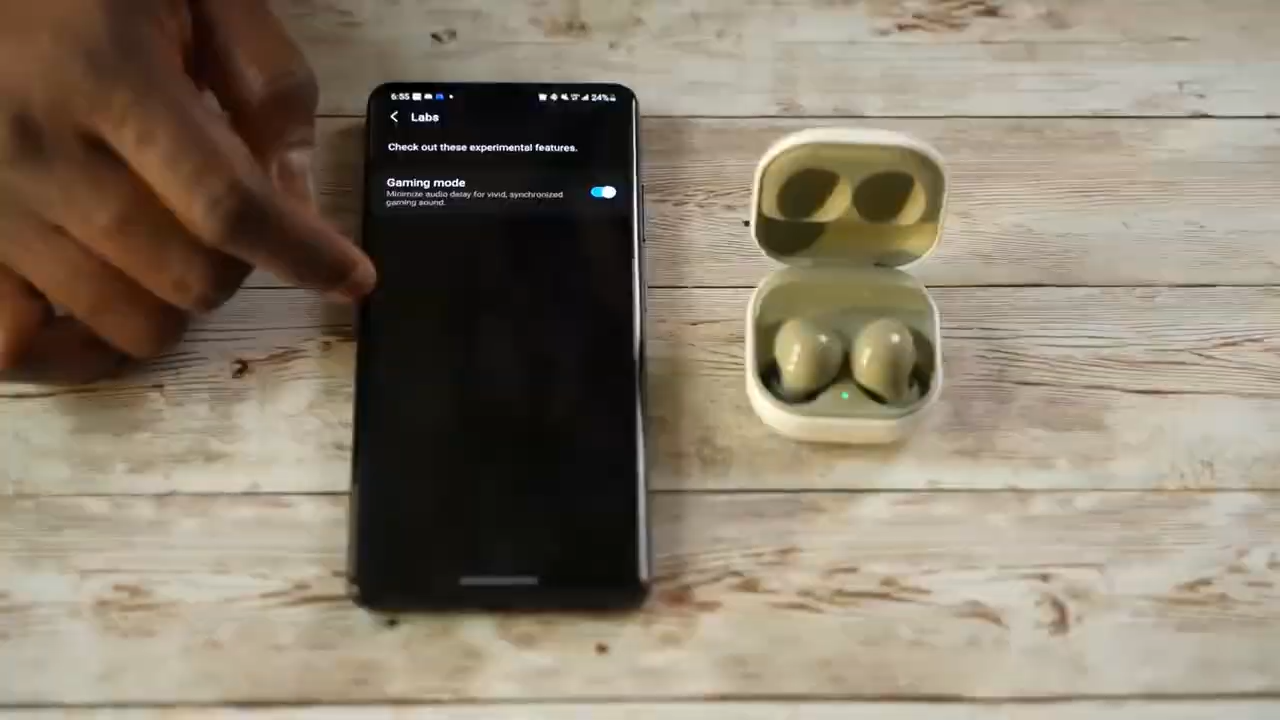 6:55
24%
Labs
Check out these experimental features.
Gaming mode
Minimize audio delay for vivid, synchronized
gaming sound.